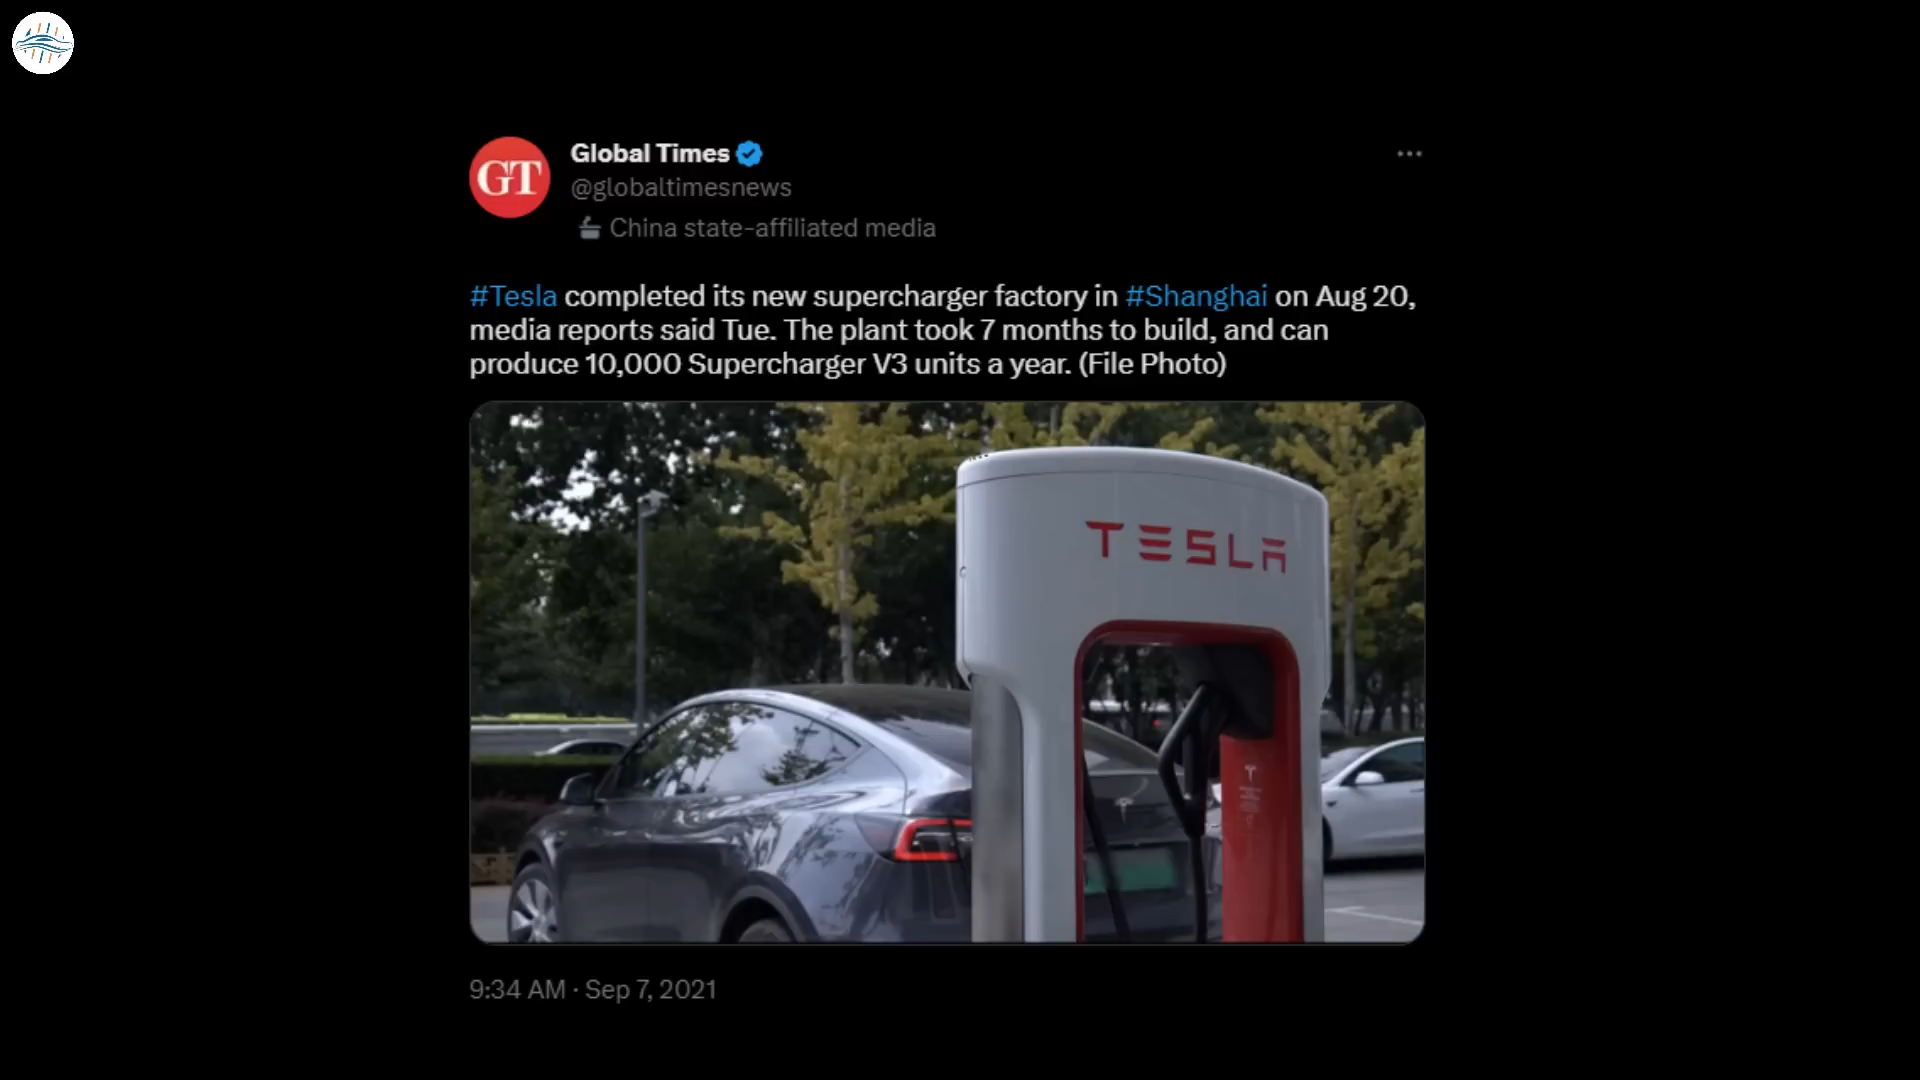 GT
Global Times
@globaltimesnews
China state-affiliated media
#Tesla completed its new supercharger factory in #Shanghai on Aug 20,
media reports said Tue. The plant took 7 months to build, and can
produce 10,000 Supercharger V3 units a year. (File Photo)
TESLA
9:34 AM · Sep 7, 2021